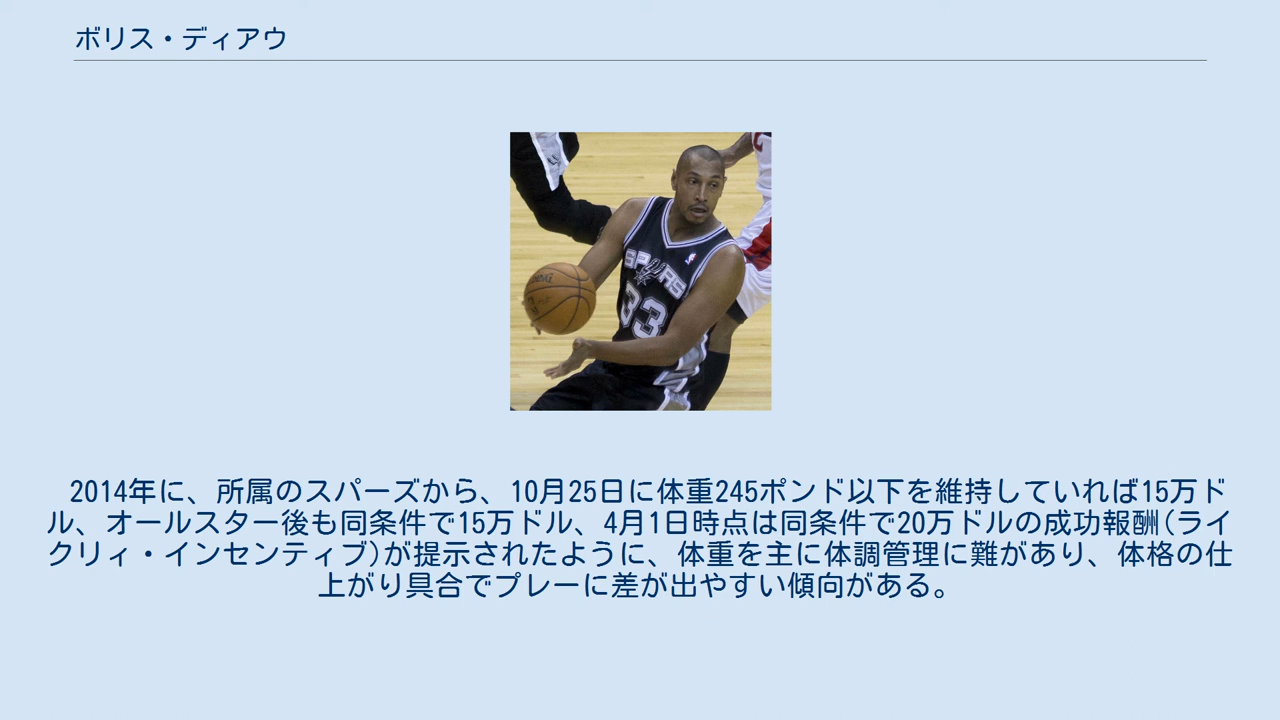 ボリス・ディアウ
SPURS
33
2014年に、所属のスパーズから、10月25日に体重245ポンド以下を維持していれば15万ド
ル、オールスター後も同条件で15万ドル、4月1日時点は同条件で20万ドルの成功報酬(ライ
クリィ・インセンティブ)が提示されたように、体重を主に体調管理に難があり、体格の仕
上がり具合でプレーに差が出やすい傾向がある。